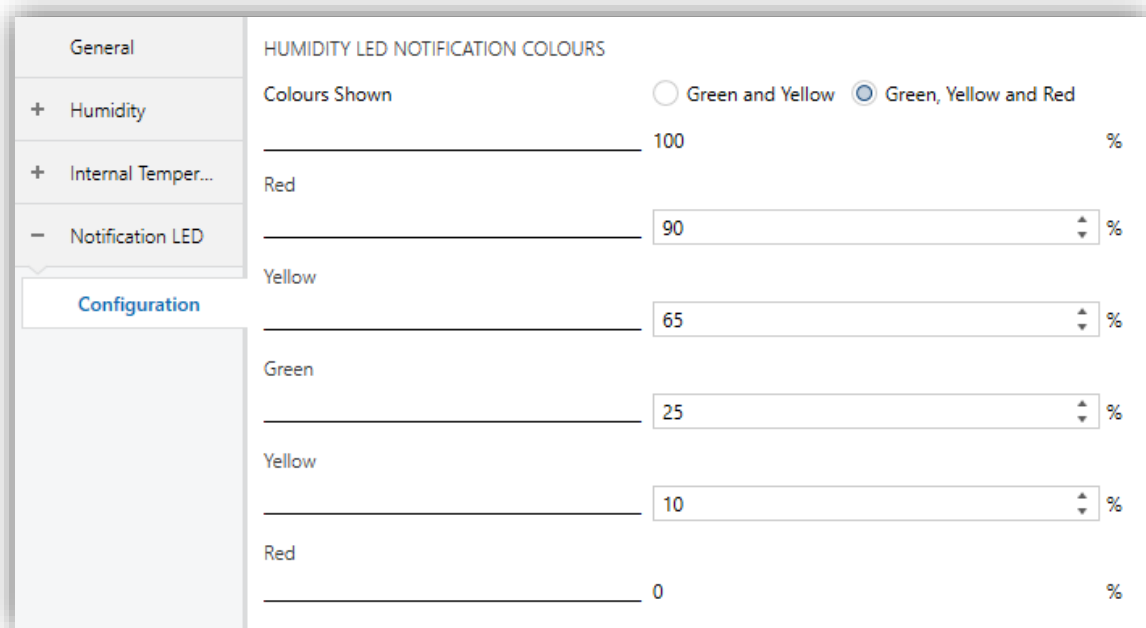 General
+ Humidity
+ Internal Temper...
− Notification LED
Configuration
HUMIDITY LED NOTIFICATION COLOURS
Colours Shown Green and Yellow Green, Yellow and Red
100 %
Red
90 %
Yellow
65 %
Green
25 %
Yellow
10 %
Red
0 %